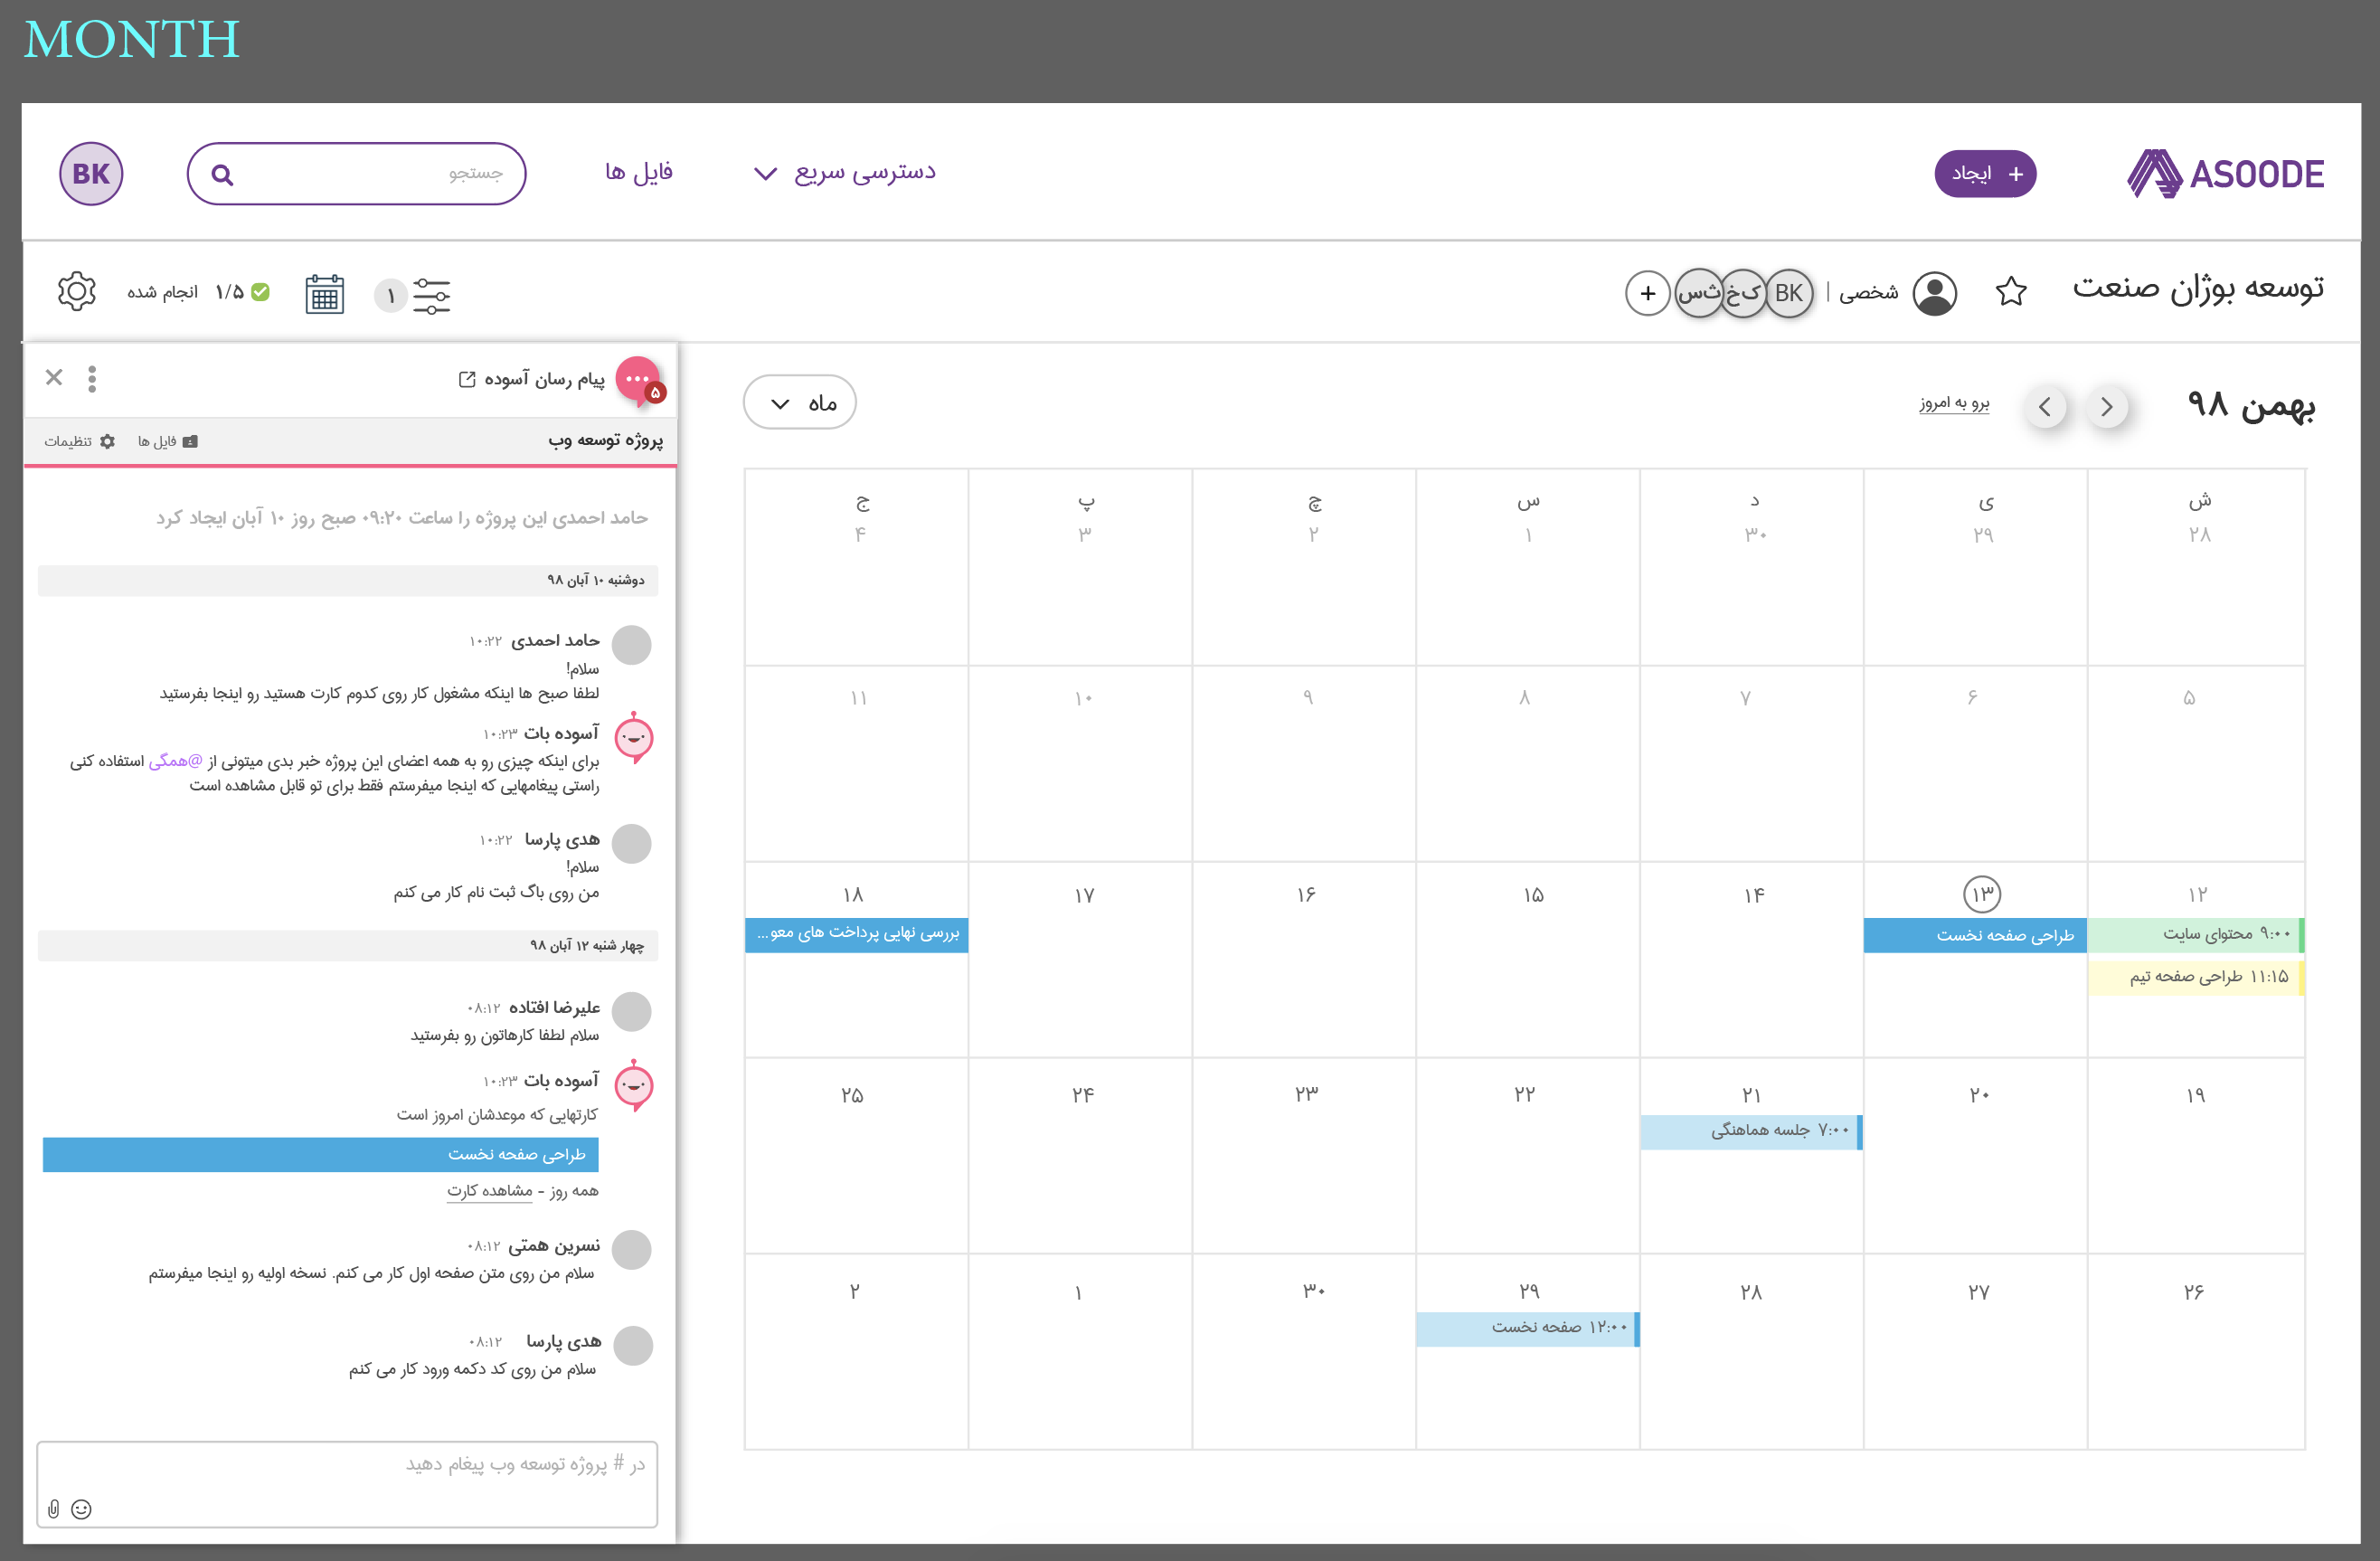 MONTH
ASOODE
+ ایجاد
دسترسی سریع
فایل ها
جستجو
BK
توسعه بوژان صنعت
شخصی |
BK
ک‌خ
ث‌س
+
۱
۱/۵ انجام شده
بهمن ۹۸
برو به امروز
ماه
ش ی د س چ پ ج
۲۸ ۲۹ ۳۰ ۱ ۲ ۳ ۴
۵ ۶ ۷ ۸ ۹ ۱۰ ۱۱
۱۲ ۱۳ ۱۴ ۱۵ ۱۶ ۱۷ ۱۸
۹:۰۰ محتوای سایت
۱۱:۱۵ طراحی صفحه تیم
طراحی صفحه نخست
بررسی نهایی پرداخت های معو...
۱۹ ۲۰ ۲۱ ۲۲ ۲۳ ۲۴ ۲۵
۷:۰۰ جلسه هماهنگی
۲۶ ۲۷ ۲۸ ۲۹ ۳۰ ۱ ۲
۱۲:۰۰ صفحه نخست
پیام رسان آسوده
۵
پروژه توسعه وب
فایل ها
تنظیمات
حامد احمدی این پروژه را ساعت ۰۹:۲۰ صبح روز ۱۰ آبان ایجاد کرد
دوشنبه ۱۰ آبان ۹۸
حامد احمدی ۱۰:۲۲
سلام!
لطفا صبح ها اینکه مشغول کار روی کدوم کارت هستید رو اینجا بفرستید
آسوده بات ۱۰:۲۳
برای اینکه چیزی رو به همه اعضای این پروژه خبر بدی میتونی از @همگی استفاده کنی
راستی پیغامهایی که اینجا میفرستم فقط برای تو قابل مشاهده است
هدی پارسا ۱۰:۲۲
سلام!
من روی باگ ثبت نام کار می کنم
چهار شنبه ۱۲ آبان ۹۸
علیرضا افتاده ۰۸:۱۲
سلام لطفا کارهاتون رو بفرستید
آسوده بات ۱۰:۲۳
کارتهایی که موعدشان امروز است
طراحی صفحه نخست
همه روز - مشاهده کارت
نسرین همتی ۰۸:۱۲
سلام من روی متن صفحه اول کار می کنم. نسخه اولیه رو اینجا میفرستم
هدی پارسا ۰۸:۱۲
سلام من روی کد دکمه ورود کار می کنم
در # پروژه توسعه وب پیغام دهید